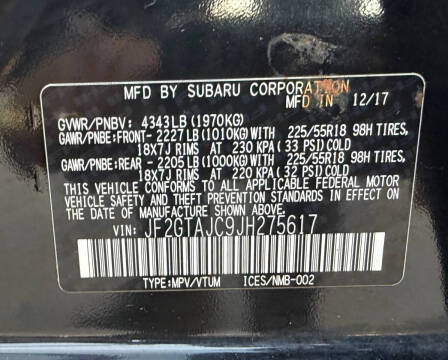 MFD BY SUBARU CORPORATION
MFD IN 12/17
GVWR/PNBV: 4343LB (1970KG)
GAWR/PNBE:FRONT- 2227LB (1010KG)WITH 225/55R18 98H TIRES,
18X7J RIMS AT 230 KPA (33 PSI)COLD
GAWR/PNBE:REAR - 2205LB (1000KG)WITH 225/55R18 98H TIRES,
18X7J RIMS AT 220 KPA (32 PSI)COLD
THIS VEHICLE CONFORMS TO ALL APPLICABLE FEDERAL MOTOR
VEHICLE SAFETY AND THEFT PREVENTION STANDARDS IN EFFECT ON
THE DATE OF MANUFACTURE SHOWN ABOVE.
VIN: JF2GTAJC9JH275617
TYPE:MPV/VTUM ICES/NMB-002